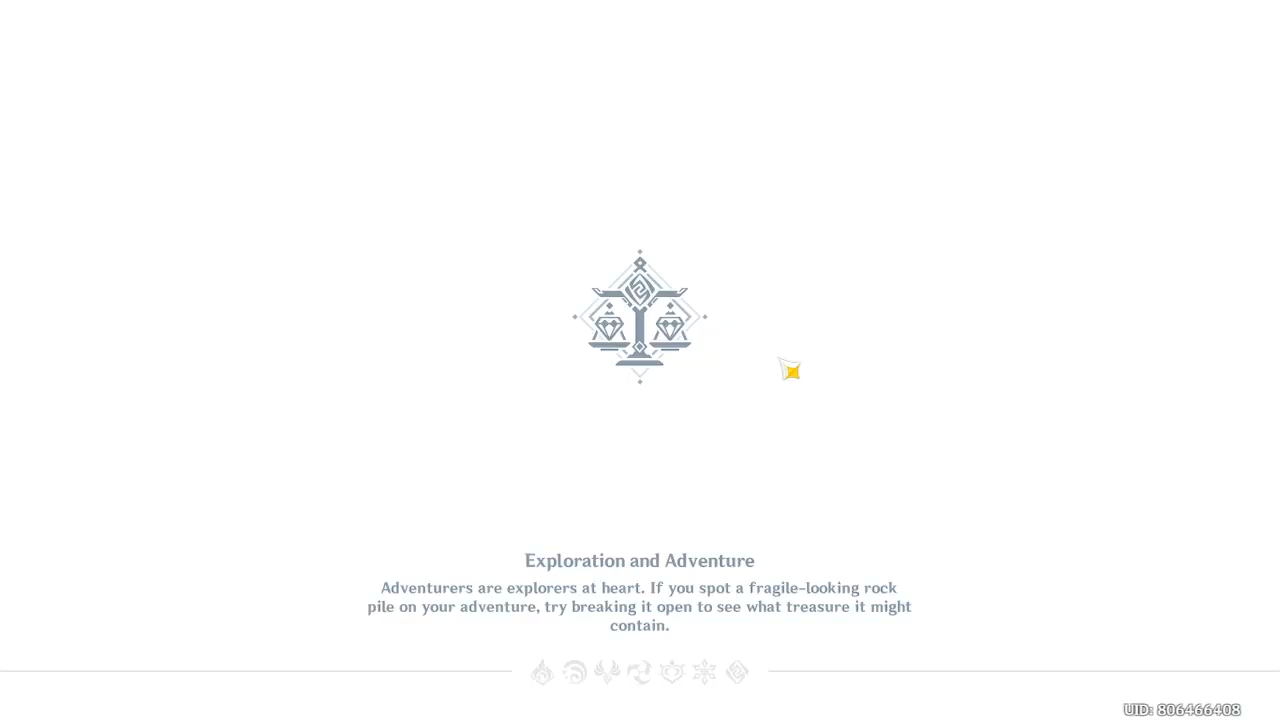 Exploration and Adventure
Adventurers are explorers at heart. If you spot a fragile-looking rock
pile on your adventure, try breaking it open to see what treasure it might
contain.
UID: 806466408